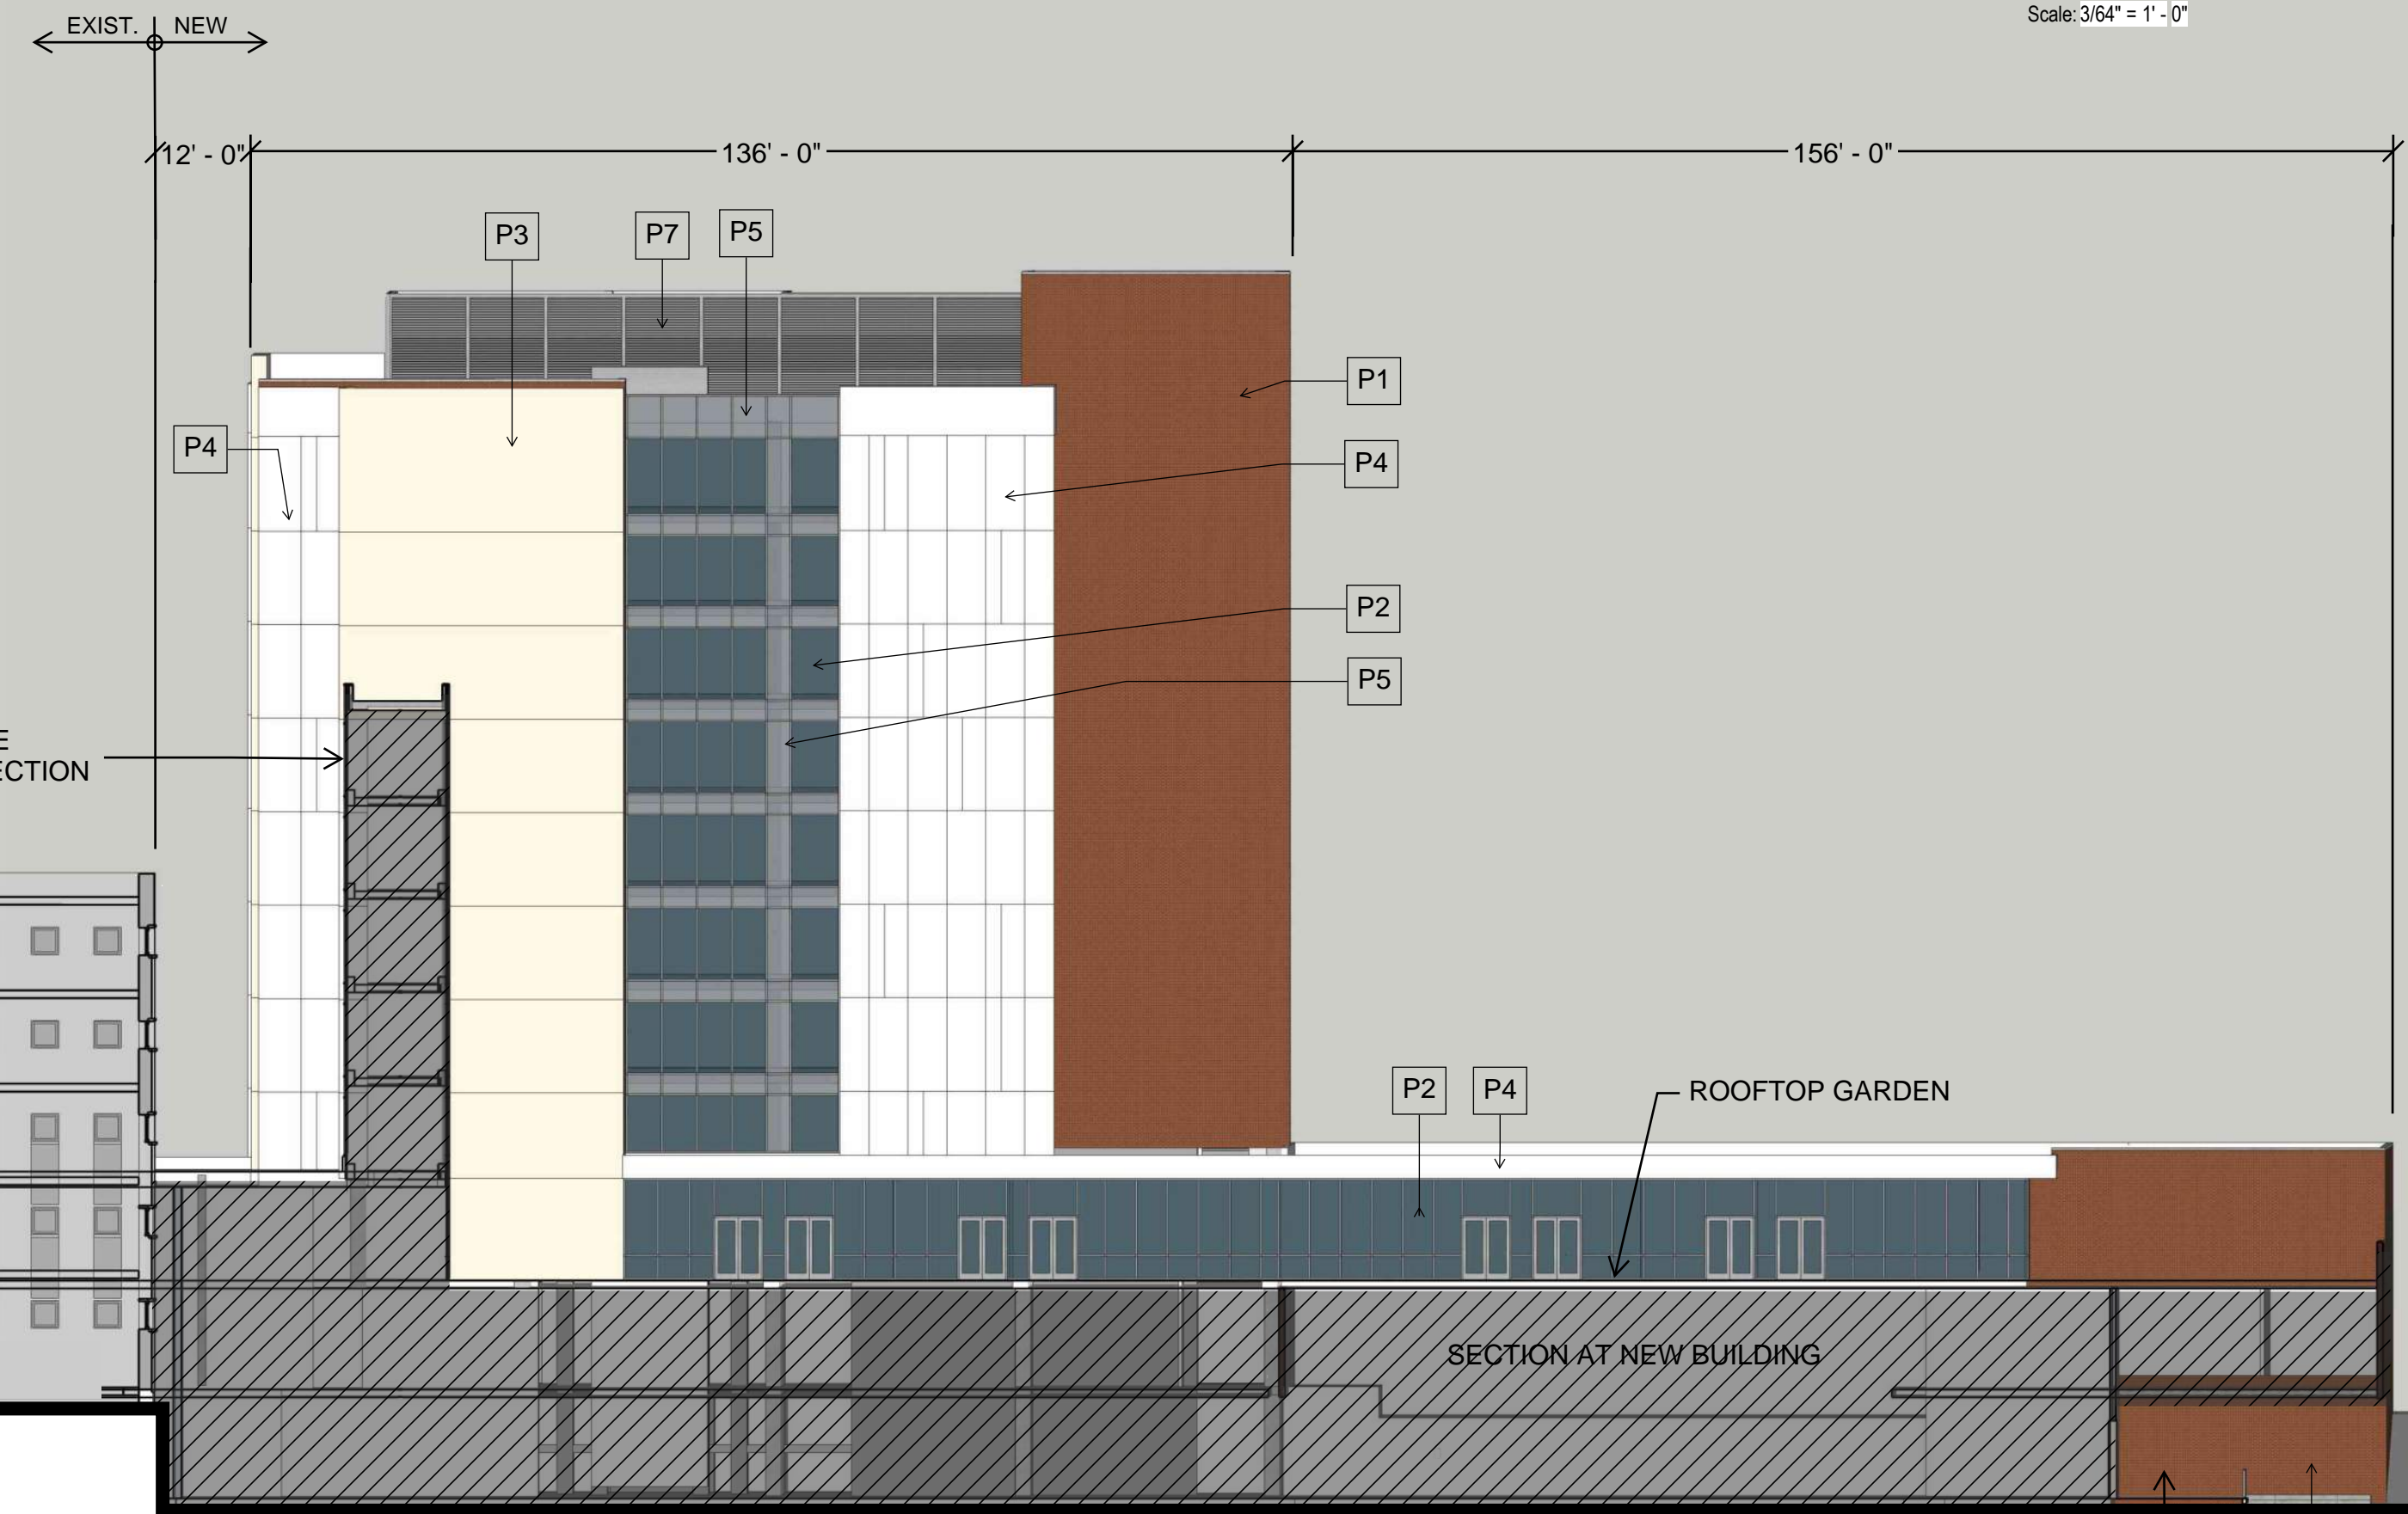 Scale: 3/64" = 1' - 0"
EXIST. NEW
12' - 0" 136' - 0" 156' - 0"
P3 P7 P5
P1
P4
P4
P2
P5
ECTION
P2 P4 ROOFTOP GARDEN
SECTION AT NEW BUILDING